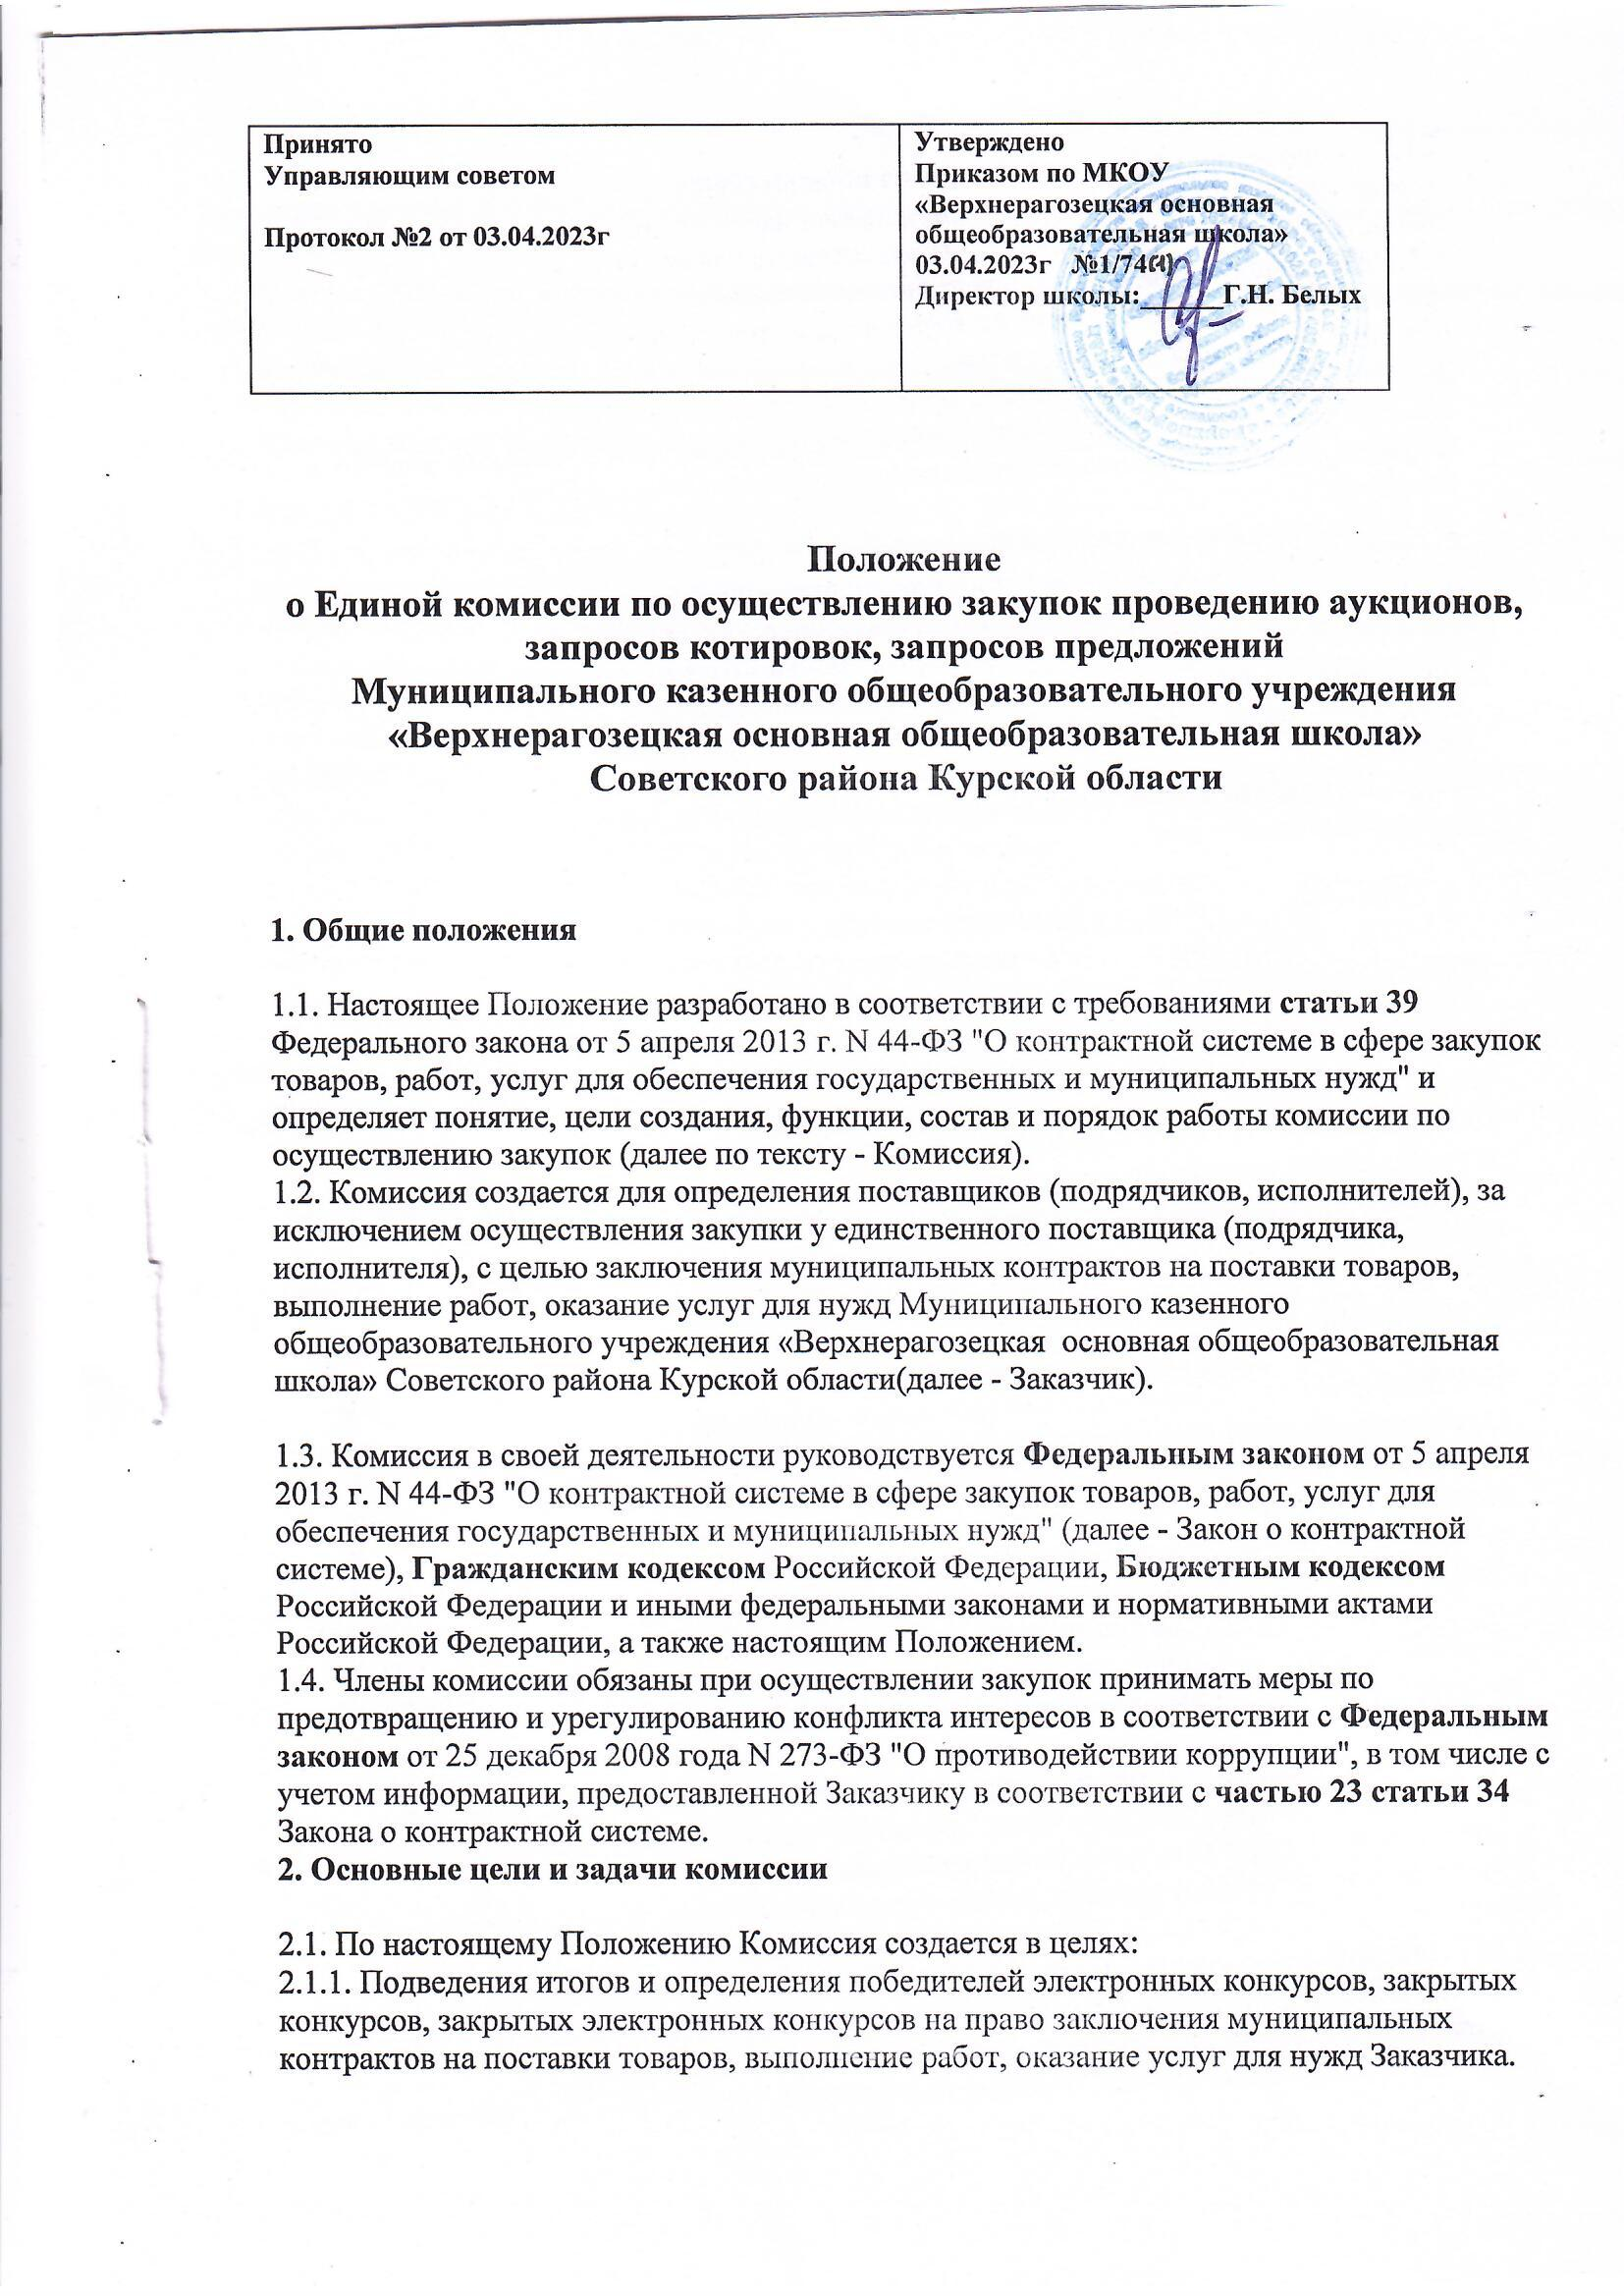 Принято
Управляющим советом
Протокол №2 от 03.04.2023г
Утверждено
Приказом по МКОУ
«Верхнерагозецкая основная
общеобразовательная школа»
03.04.2023г №1/74(1)
Директор школы:______Г.Н. Белых
Положение
о Единой комиссии по осуществлению закупок проведению аукционов,
запросов котировок, запросов предложений
Муниципального казенного общеобразовательного учреждения
«Верхнерагозецкая основная общеобразовательная школа»
Советского района Курской области
1. Общие положения
1.1. Настоящее Положение разработано в соответствии с требованиями статьи 39
Федерального закона от 5 апреля 2013 г. N 44-ФЗ "О контрактной системе в сфере закупок
товаров, работ, услуг для обеспечения государственных и муниципальных нужд" и
определяет понятие, цели создания, функции, состав и порядок работы комиссии по
осуществлению закупок (далее по тексту - Комиссия).
1.2. Комиссия создается для определения поставщиков (подрядчиков, исполнителей), за
исключением осуществления закупки у единственного поставщика (подрядчика,
исполнителя), с целью заключения муниципальных контрактов на поставки товаров,
выполнение работ, оказание услуг для нужд Муниципального казенного
общеобразовательного учреждения «Верхнерагозецкая основная общеобразовательная
школа» Советского района Курской области(далее - Заказчик).
1.3. Комиссия в своей деятельности руководствуется Федеральным законом от 5 апреля
2013 г. N 44-ФЗ "О контрактной системе в сфере закупок товаров, работ, услуг для
обеспечения государственных и муниципальных нужд" (далее - Закон о контрактной
системе), Гражданским кодексом Российской Федерации, Бюджетным кодексом
Российской Федерации и иными федеральными законами и нормативными актами
Российской Федерации, а также настоящим Положением.
1.4. Члены комиссии обязаны при осуществлении закупок принимать меры по
предотвращению и урегулированию конфликта интересов в соответствии с Федеральным
законом от 25 декабря 2008 года N 273-ФЗ "О противодействии коррупции", в том числе с
учетом информации, предоставленной Заказчику в соответствии с частью 23 статьи 34
Закона о контрактной системе.
2. Основные цели и задачи комиссии
2.1. По настоящему Положению Комиссия создается в целях:
2.1.1. Подведения итогов и определения победителей электронных конкурсов, закрытых
конкурсов, закрытых электронных конкурсов на право заключения муниципальных
контрактов на поставки товаров, выполнение работ, оказание услуг для нужд Заказчика.